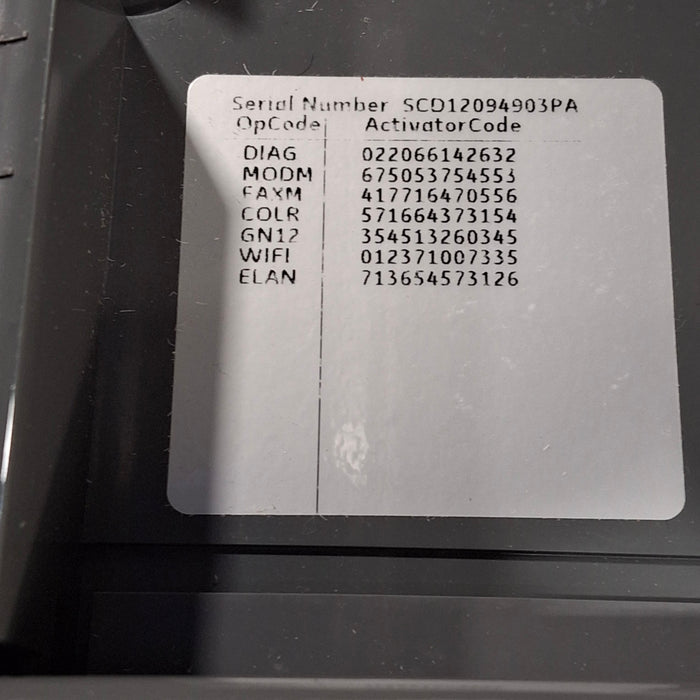 Serial Number SCD12094903PA
OpCode ActivatorCode
DIAG 022066142632
MODM 675053754553
FAXM 417716470556
COLR 571664373154
GN12 354513260345
WIFI 012371007335
ELAN 713654573126